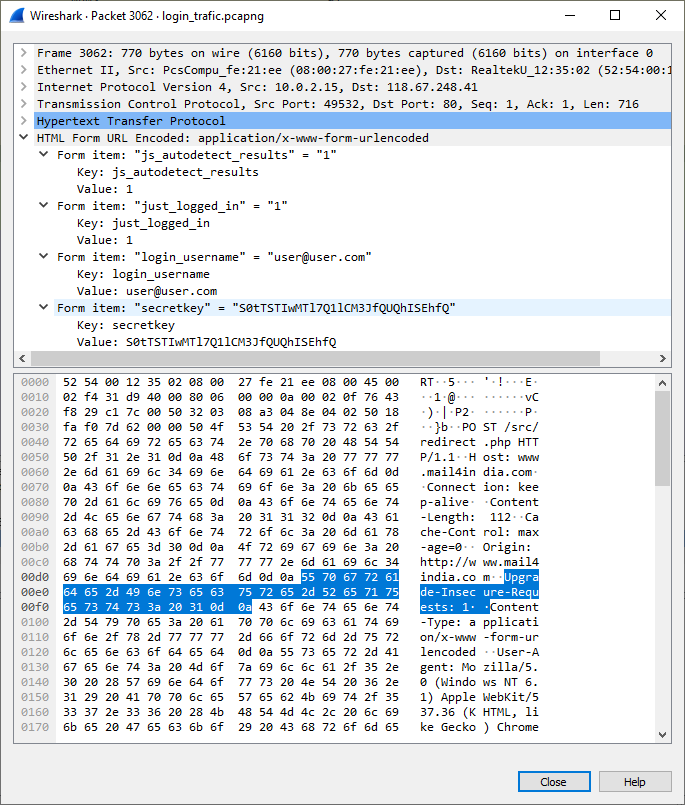 Wireshark · Packet 3062 · login_trafic.pcapng
Frame 3062: 770 bytes on wire (6160 bits), 770 bytes captured (6160 bits) on interface 0
Ethernet II, Src: PcsCompu_fe:21:ee (08:00:27:fe:21:ee), Dst: RealtekU_12:35:02 (52:54:00:1
Internet Protocol Version 4, Src: 10.0.2.15, Dst: 118.67.248.41
Transmission Control Protocol, Src Port: 49532, Dst Port: 80, Seq: 1, Ack: 1, Len: 716
Hypertext Transfer Protocol
HTML Form URL Encoded: application/x-www-form-urlencoded
Form item: "js_autodetect_results" = "1"
Key: js_autodetect_results
Value: 1
Form item: "just_logged_in" = "1"
Key: just_logged_in
Value: 1
Form item: "login_username" = "user@user.com"
Key: login_username
Value: user@user.com
Form item: "secretkey" = "S0tTSTIwMTl7Q1lCM3JfQUQhISEhfQ"
Key: secretkey
Value: S0tTSTIwMTl7Q1lCM3JfQUQhISEhfQ
0000 52 54 00 12 35 02 08 00 27 fe 21 ee 08 00 45 00 RT··5··· '·!···E·
0010 02 f4 31 d9 40 00 80 06 00 00 0a 00 02 0f 76 43 ··1·@··· ······vC
0020 f8 29 c1 7c 00 50 32 03 08 a3 04 8e 04 02 50 18 ·)·|·P2· ······P·
0030 fa f0 7d 62 00 00 50 4f 53 54 20 2f 73 72 63 2f ··}b··PO ST /src/
0040 72 65 64 69 72 65 63 74 2e 70 68 70 20 48 54 54 redirect .php HTT
0050 50 2f 31 2e 31 0d 0a 48 6f 73 74 3a 20 77 77 77 P/1.1··H ost: www
0060 2e 6d 61 69 6c 34 69 6e 64 69 61 2e 63 6f 6d 0d .mail4in dia.com·
0070 0a 43 6f 6e 6e 65 63 74 69 6f 6e 3a 20 6b 65 65 ·Connect ion: kee
0080 70 2d 61 6c 69 76 65 0d 0a 43 6f 6e 74 65 6e 74 p-alive· ·Content
0090 2d 4c 65 6e 67 74 68 3a 20 31 31 32 0d 0a 43 61 -Length: 112··Ca
00a0 63 68 65 2d 43 6f 6e 74 72 6f 6c 3a 20 6d 61 78 che-Cont rol: max
00b0 2d 61 67 65 3d 30 0d 0a 4f 72 69 67 69 6e 3a 20 -age=0·· Origin:
00c0 68 74 74 70 3a 2f 2f 77 77 77 2e 6d 61 69 6c 34 http://w ww.mail4
00d0 69 6e 64 69 61 2e 63 6f 6d 0d 0a 55 70 67 72 61 india.co m··Upgra
00e0 64 65 2d 49 6e 73 65 63 75 72 65 2d 52 65 71 75 de-Insec ure-Requ
00f0 65 73 74 73 3a 20 31 0d 0a 43 6f 6e 74 65 6e 74 ests: 1· ·Content
0100 2d 54 79 70 65 3a 20 61 70 70 6c 69 63 61 74 69 -Type: a pplicati
0110 6f 6e 2f 78 2d 77 77 77 2d 66 6f 72 6d 2d 75 72 on/x-www -form-ur
0120 6c 65 6e 63 6f 64 65 64 0d 0a 55 73 65 72 2d 41 lencoded ··User-A
0130 67 65 6e 74 3a 20 4d 6f 7a 69 6c 6c 61 2f 35 2e gent: Mo zilla/5.
0140 30 20 28 57 69 6e 64 6f 77 73 20 4e 54 20 36 2e 0 (Windo ws NT 6.
0150 31 29 20 41 70 70 6c 65 57 65 62 4b 69 74 2f 35 1) Apple WebKit/5
0160 33 37 2e 33 36 20 28 4b 48 54 4d 4c 2c 20 6c 69 37.36 (K HTML, li
0170 6b 65 20 47 65 63 6b 6f 29 20 43 68 72 6f 6d 65 ke Gecko ) Chrome
Close
Help